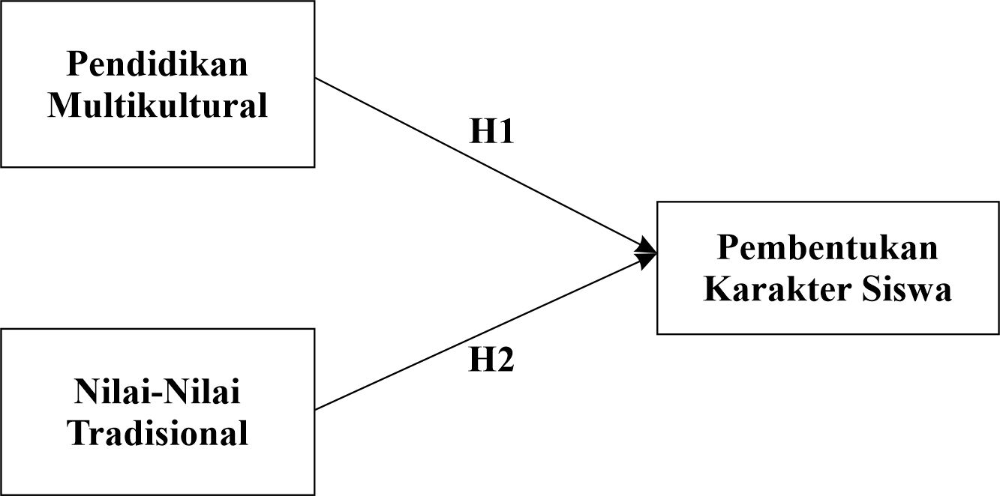 Pendidikan
Multikultural
H1
Pembentukan
Karakter Siswa
H2
Nilai-Nilai
Tradisional